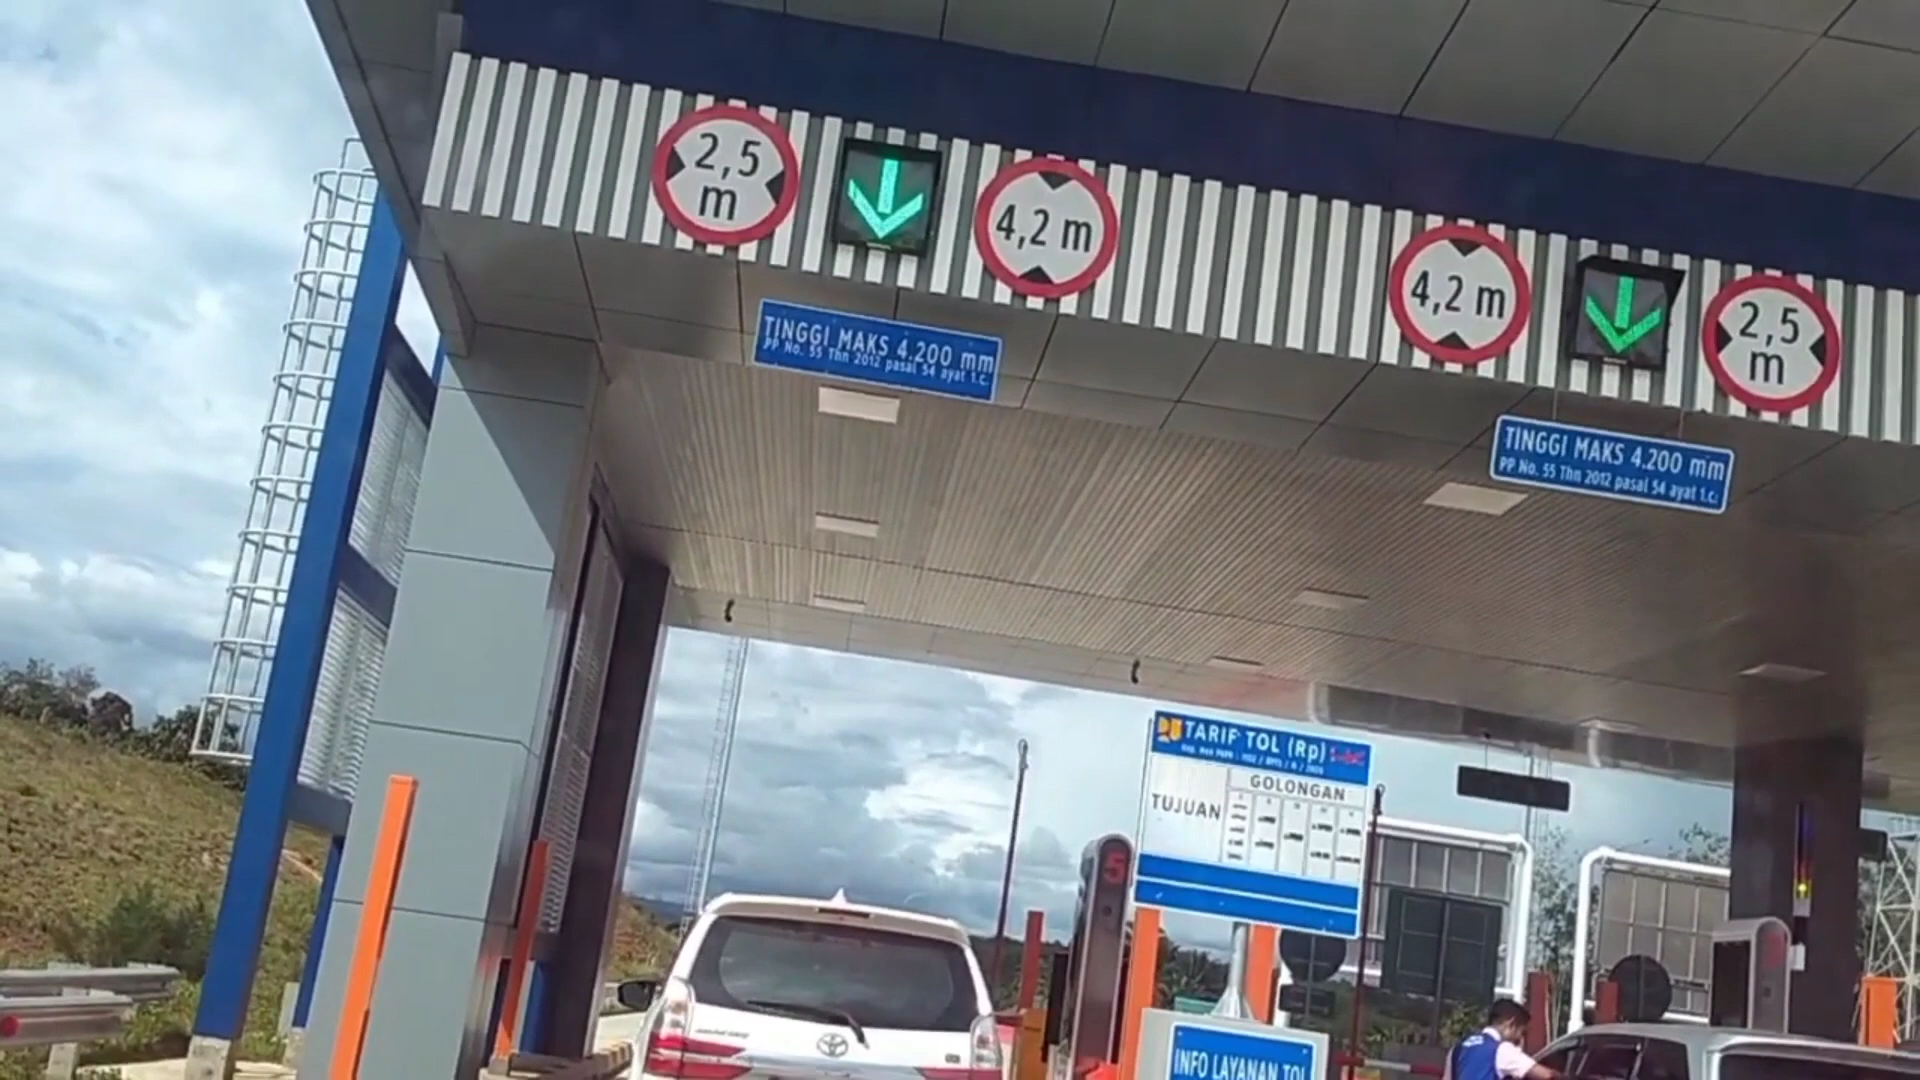 2,5
m
4,2 m
4,2 m
2,5
m
TINGGI MAKS 4.200 mm
PP No. 55 Thn 2012 pasal 54 ayat 1.c.
TINGGI MAKS 4.200 mm
PP No. 55 Thn 2012 pasal 54 ayat 1.c.
TARIF TOL (Rp)
GOLONGAN
TUJUAN
5
INFO LAYANAN TOL